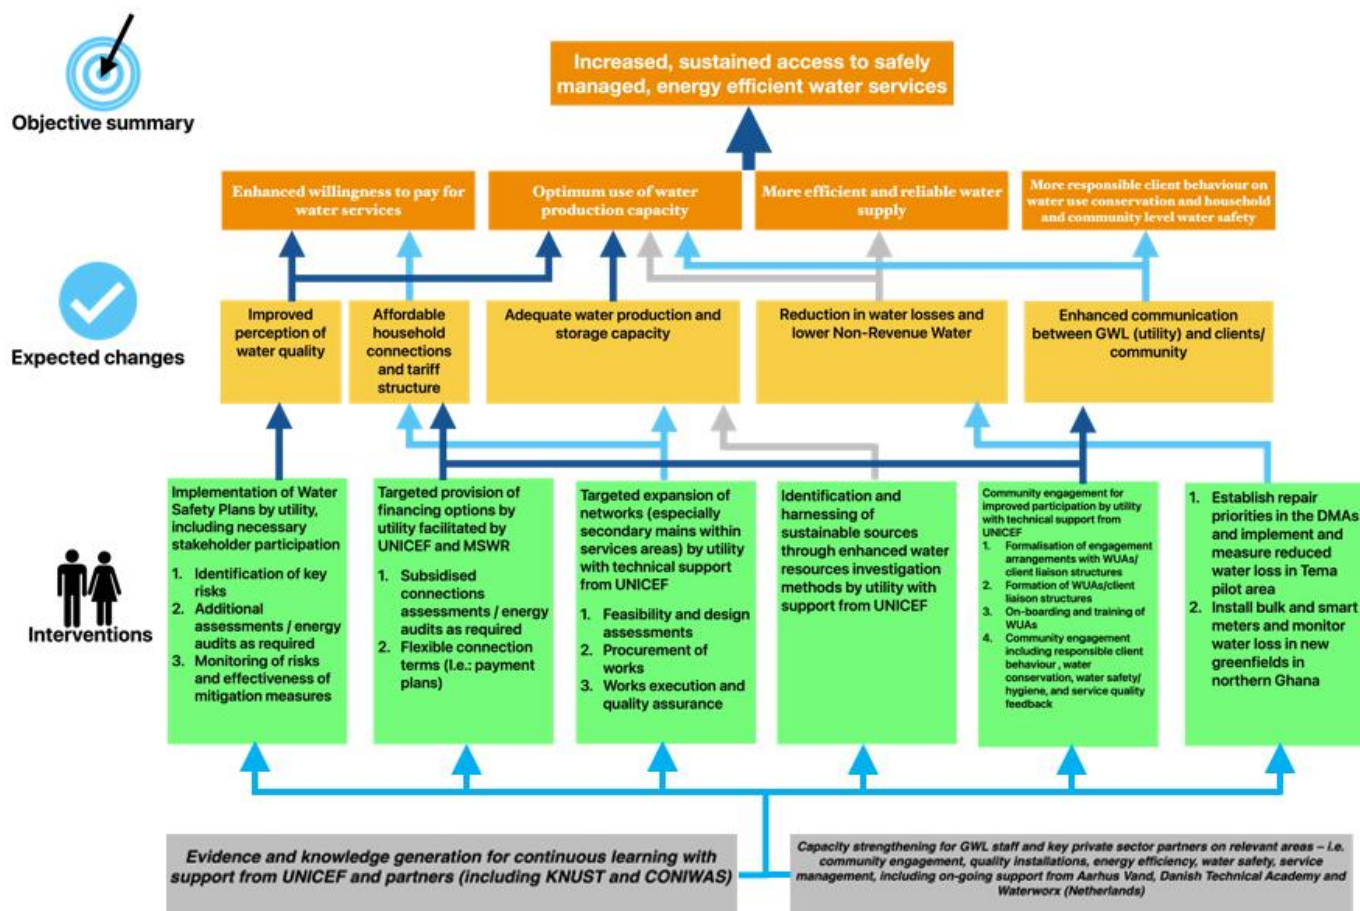 Increased, sustained access to safely
managed, energy efficient water services
Objective summary
Enhanced willingness to pay for
water services
Optimum use of water
production capacity
More efficient and reliable water
supply
More responsible client behaviour on
water use conservation and household
and community level water safety
Expected changes
Improved
perception of
water quality
Affordable
household
connections
and tariff
structure
Adequate water production and
storage capacity
Reduction in water losses and
lower Non-Revenue Water
Enhanced communication
between GWL (utility) and clients/
community
Interventions
Implementation of Water
Safety Plans by utility,
including necessary
stakeholder participation
1. Identification of key
risks
2. Additional
assessments / energy
audits as required
3. Monitoring of risks
and effectiveness of
mitigation measures
Targeted provision of
financing options by
utility facilitated by
UNICEF and MSWR
1. Subsidised
connections
assessments / energy
audits as required
2. Flexible connection
terms (I.e.: payment
plans)
Targeted expansion of
networks (especially
secondary mains within
services areas) by utility
with technical support
from UNICEF
1. Feasibility and design
assessments
2. Procurement of
works
3. Works execution and
quality assurance
Identification and
harnessing of
sustainable sources
through enhanced water
resources investigation
methods by utility with
support from UNICEF
Community engagement for
improved participation by utility
with technical support from
UNICEF
1. Formalisation of engagement
arrangements with WUAs/
client liaison structures
2. Formation of WUAs/client
liaison structures
3. On-boarding and training of
WUAs
4. Community engagement
including responsible client
behaviour , water
conservation, water safety/
hygiene, and service quality
feedback
1. Establish repair
priorities in the DMAs
and implement and
measure reduced
water loss in Tema
pilot area
2. Install bulk and smart
meters and monitor
water loss in new
greenfields in
northern Ghana
Evidence and knowledge generation for continuous learning with
support from UNICEF and partners (including KNUST and CONIWAS)
Capacity strengthening for GWL staff and key private sector partners on relevant areas – i.e.
community engagement, quality installations, energy efficiency, water safety, service
management, including on-going support from Aarhus Vand, Danish Technical Academy and
Waterworx (Netherlands)